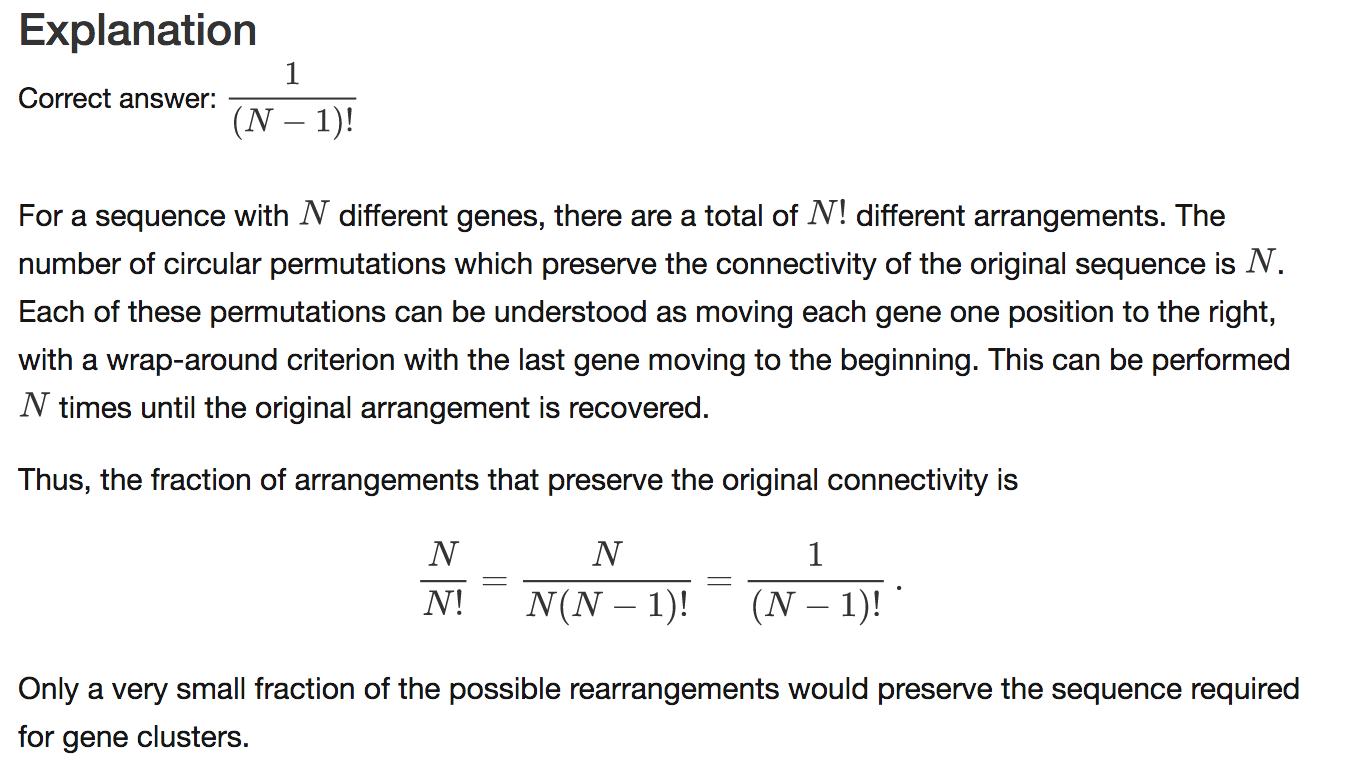 Explanation
Correct answer: \frac{1}{(N-1)!}
For a sequence with N different genes, there are a total of N! different arrangements. The
number of circular permutations which preserve the connectivity of the original sequence is N.
Each of these permutations can be understood as moving each gene one position to the right,
with a wrap-around criterion with the last gene moving to the beginning. This can be performed
N times until the original arrangement is recovered.
Thus, the fraction of arrangements that preserve the original connectivity is
\frac{N}{N!} = \frac{N}{N(N-1)!} = \frac{1}{(N-1)!}.
Only a very small fraction of the possible rearrangements would preserve the sequence required
for gene clusters.